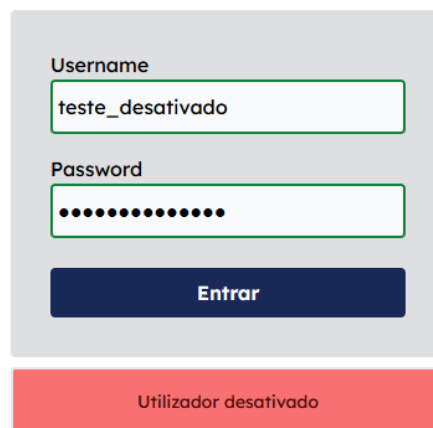 Username
teste_desativado
Password
••••••••••••••
Entrar
Utilizador desativado